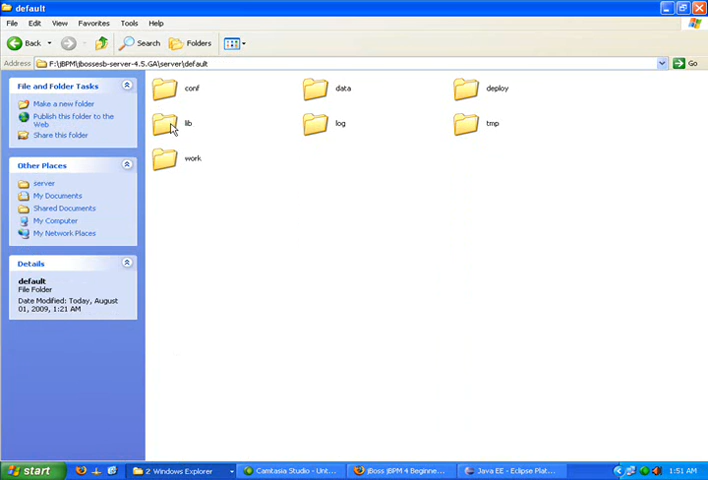 default
File Edit View Favorites Tools Help
Back Search Folders
Address F:\jBPM\jbossesb-server-4.5.GA\server\default Go
File and Folder Tasks
Make a new folder
Publish this folder to the
Web
Share this folder
Other Places
server
My Documents
Shared Documents
My Computer
My Network Places
Details
default
File Folder
Date Modified: Today, August
01, 2009, 1:21 AM
conf data deploy
lib log tmp
work
start 2 Windows Explorer Camtasia Studio - Unt... jBoss jBPM 4 Beginne... Java EE - Eclipse Plat... 1:51 AM